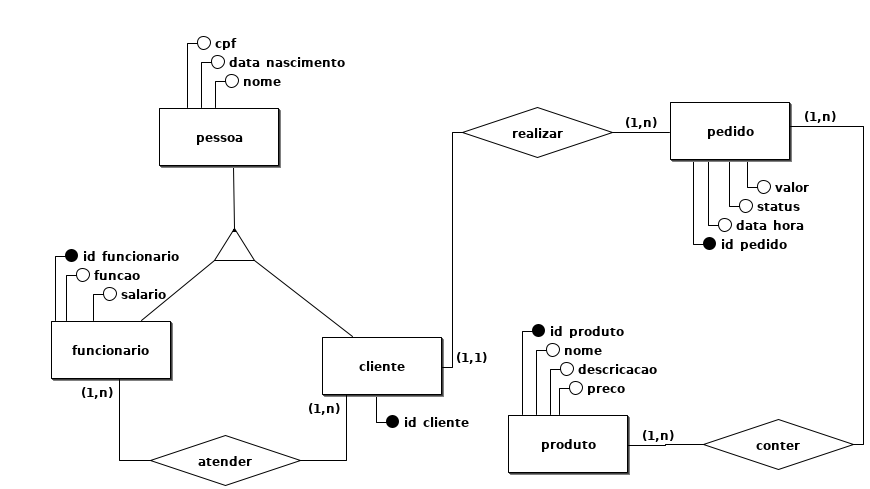 cpf
data nascimento
nome
pessoa
realizar
(1,n)
pedido
(1,n)
valor
status
data hora
id pedido
id funcionario
funcao
salario
funcionario
(1,n)
cliente
(1,1)
(1,n)
id cliente
atender
id produto
nome
descricacao
preco
produto
(1,n)
conter